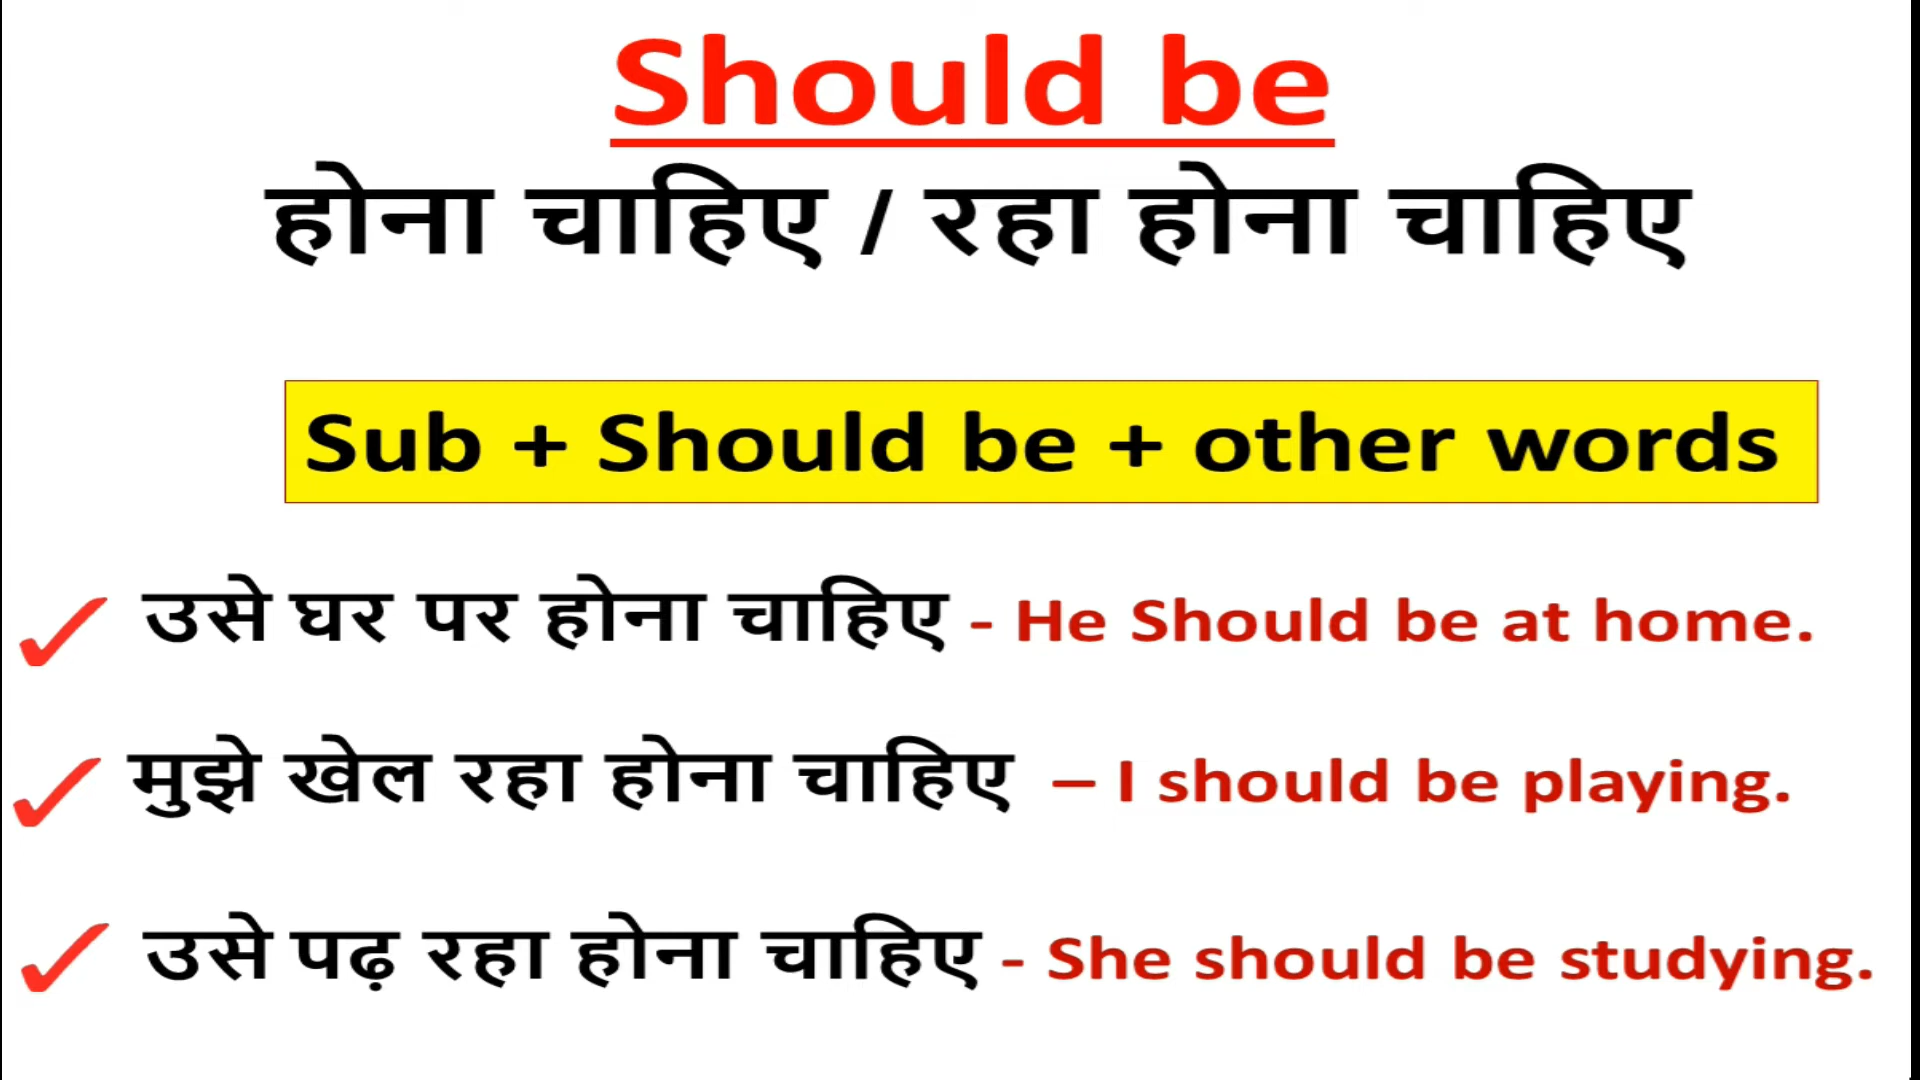 Should be
होना चाहिए / रहा होना चाहिए
Sub + Should be + other words
उसे घर पर होना चाहिए - He Should be at home.
मुझे खेल रहा होना चाहिए – I should be playing.
उसे पढ़ रहा होना चाहिए - She should be studying.